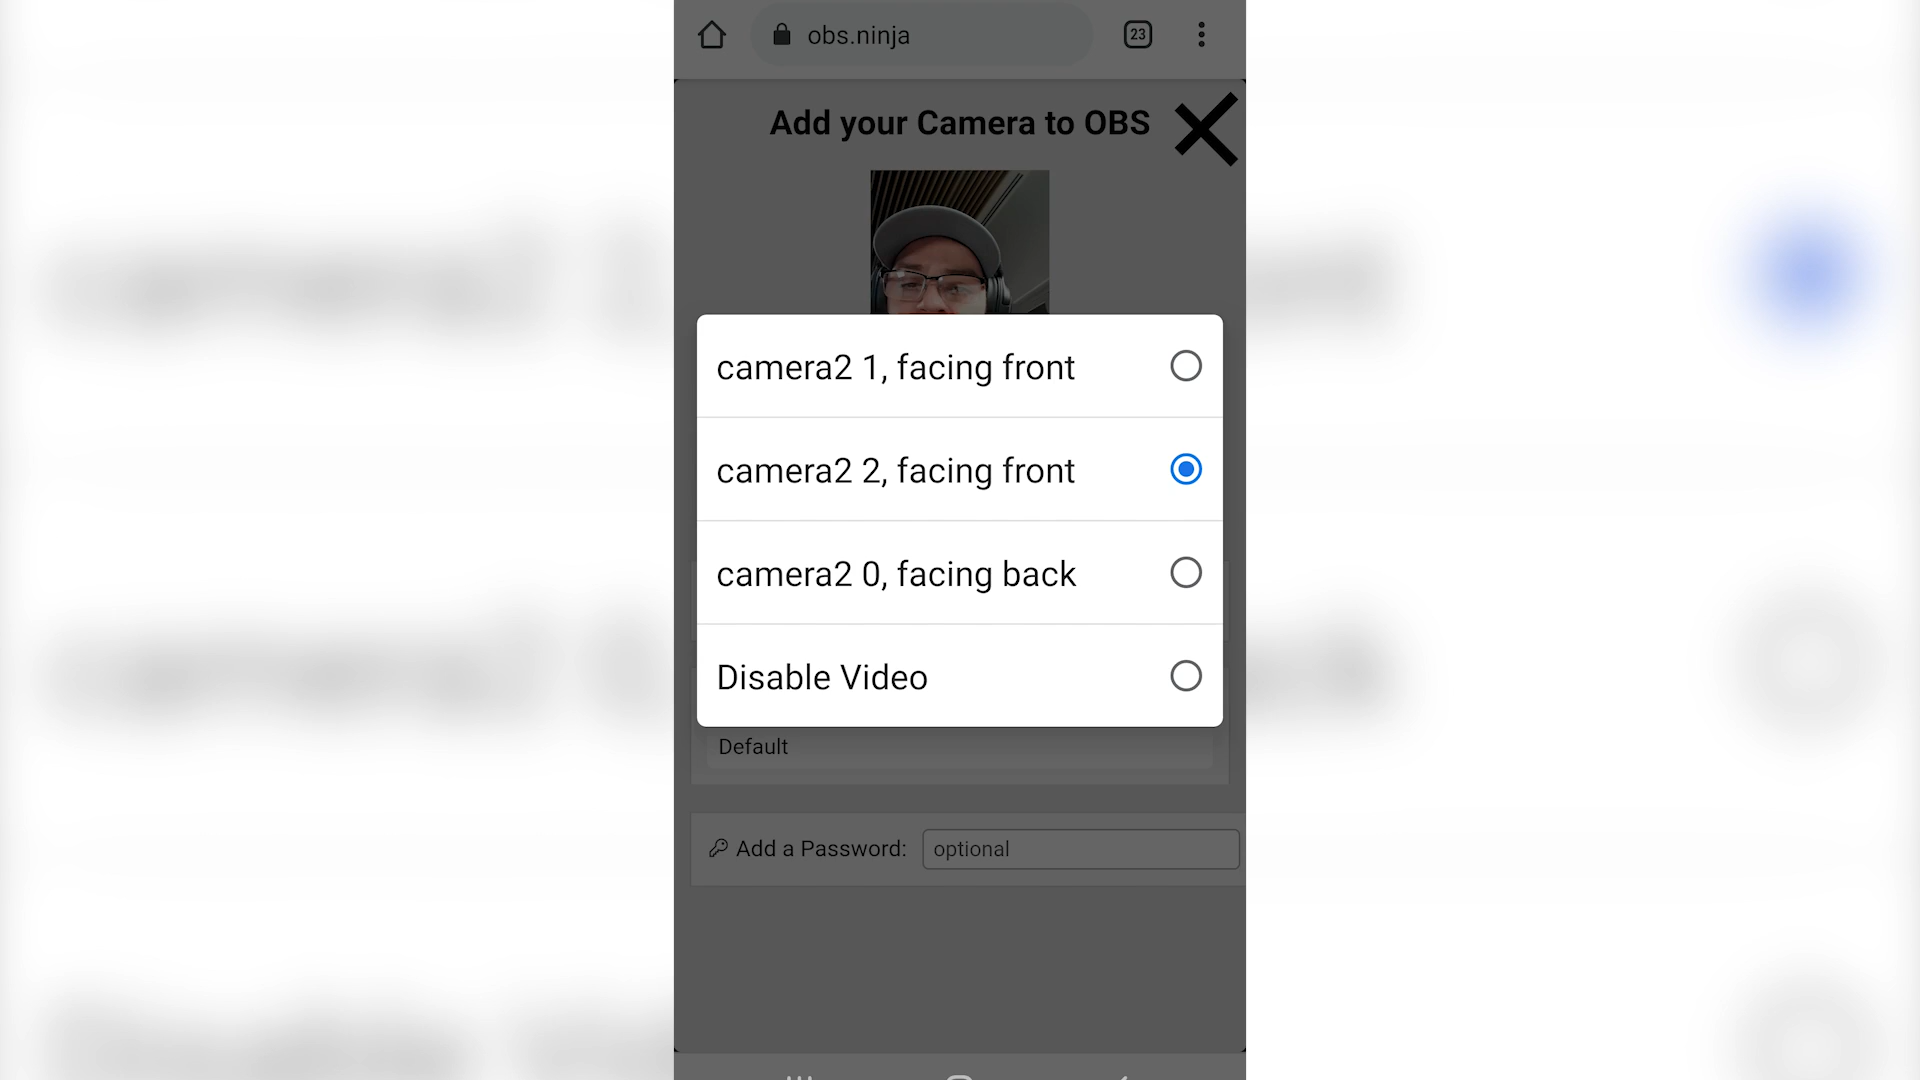 obs.ninja
23
Add your Camera to OBS
camera2 1, facing front
camera2 2, facing front
camera2 0, facing back
Disable Video
Default
Add a Password: optional